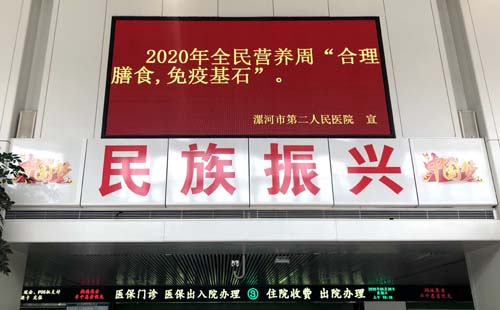 2020年全民营养周“合理
膳食,免疫基石”。
漯河市第二人民医院 宣
中国梦 民族振兴 中国梦
医保门诊 医保出入院办理 ③ 住院收费 出院办理